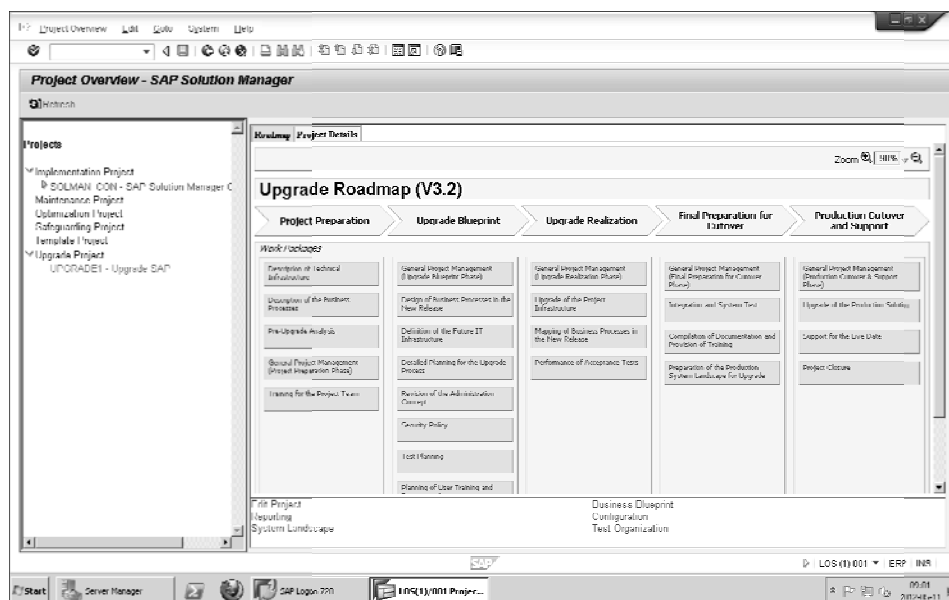 Project Overview Edit Goto System Help
Project Overview - SAP Solution Manager
Refresh
Projects
Implementation Project
SOLMAN_CON - SAP Solution Manager C
Maintenance Project
Optimization Project
Safeguarding Project
Template Project
Upgrade Project
UPGRADE1 - Upgrade SAP
Roadmap Project Details
Zoom 90%
Upgrade Roadmap (V3.2)
Project Preparation
Upgrade Blueprint
Upgrade Realization
Final Preparation for
Cutover
Production Cutover
and Support
Work Packages
Description of Technical
Infrastructure
Description of the Business
Processes
Pre-Upgrade Analysis
General Project Management
(Project Preparation Phase)
Training for the Project Team
General Project Management
(Upgrade Blueprint Phase)
Design of Business Processes in the
New Release
Definition of the Future IT
Infrastructure
Detailed Planning for the Upgrade
Process
Revision of the Administration
Concept
Security Policy
Test Planning
Planning of User Training and
General Project Management
(Upgrade Realization Phase)
Upgrade of the Project
Infrastructure
Mapping of Business Processes in
the New Release
Performance of Acceptance Tests
General Project Management
(Final Preparation for Cutover
Phase)
Integration and System Test
Compilation of Documentation and
Provision of Training
Preparation of the Production
System Landscape for Upgrade
General Project Management
(Production Cutover & Support
Phase)
Upgrade of the Production Solution
Support for the Live Date
Project Closure
Edit Project
Reporting
System Landscape
Business Blueprint
Configuration
Test Organization
SAP
LOS (1) 001 ERP INS
Start Server Manager SAP Logon 720 LOS(1)/001 Projec...
09:01